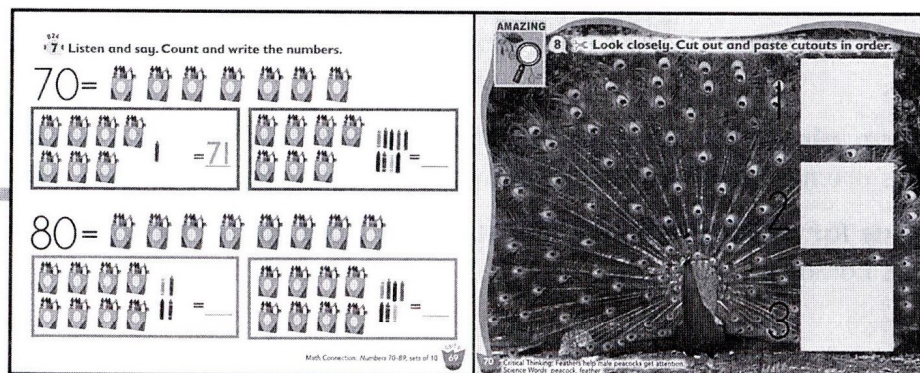 7 Listen and say. Count and write the numbers.
70=
=71
=
80=
=
=
Math Connection: Numbers 70-89, sets of 10
69
AMAZING
8 Look closely. Cut out and paste cutouts in order.
1
2
3
70
Critical Thinking: Feathers help male peacocks get attention.
Science Words: peacock, feather